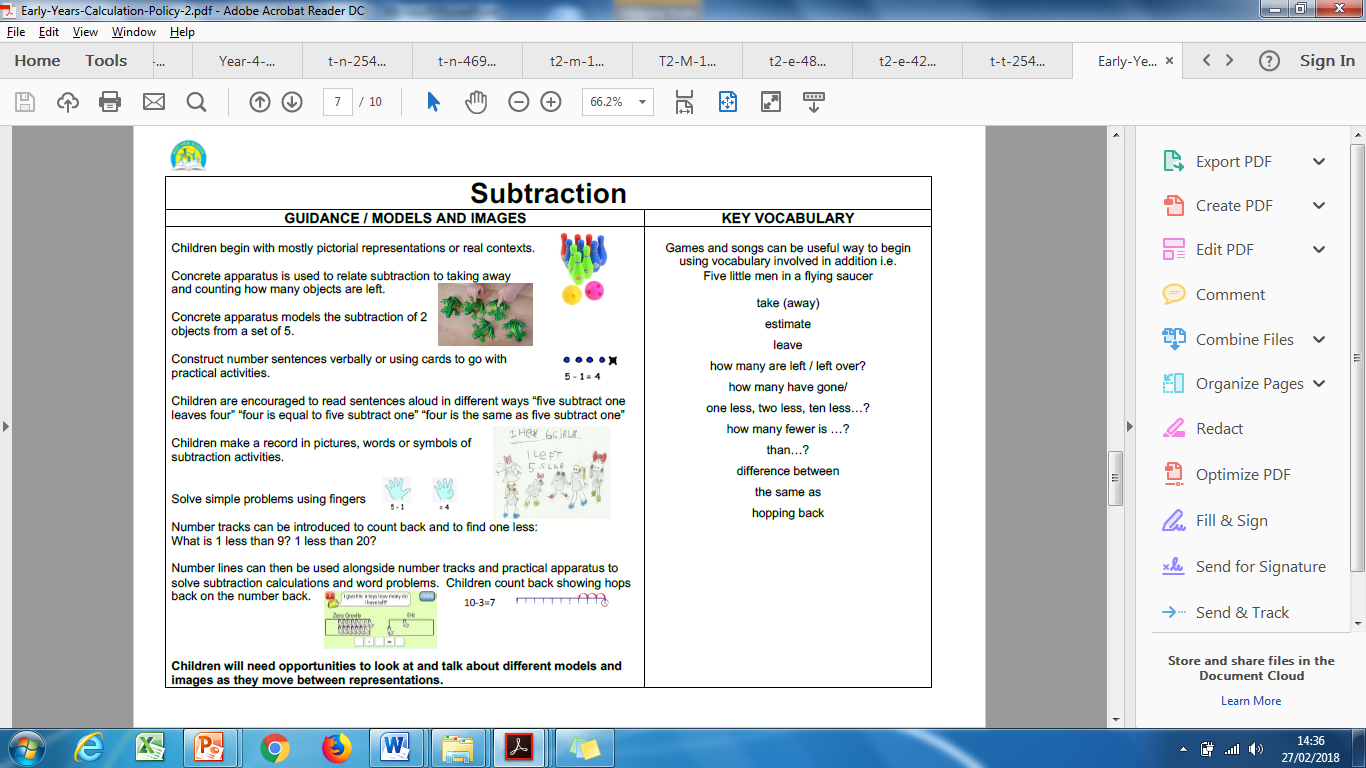 Early-Years-Calculation-Policy-2.pdf - Adobe Acrobat Reader DC
File Edit View Window Help
Home Tools -... Year-4-... t-n-254... t-n-469... t2-m-1... T2-M-1... t2-e-48... t2-e-42... t-t-254... Early-Ye... × Sign In
7 / 10 66.2%
Subtraction
GUIDANCE / MODELS AND IMAGES
Children begin with mostly pictorial representations or real contexts.
Concrete apparatus is used to relate subtraction to taking away
and counting how many objects are left.
Concrete apparatus models the subtraction of 2
objects from a set of 5.
Construct number sentences verbally or using cards to go with
practical activities.
5 - 1 = 4
Children are encouraged to read sentences aloud in different ways “five subtract one
leaves four” “four is equal to five subtract one” “four is the same as five subtract one”
Children make a record in pictures, words or symbols of
subtraction activities.
1 LEFT
Solve simple problems using fingers
5 - 1 = 4
Number tracks can be introduced to count back and to find one less:
What is 1 less than 9? 1 less than 20?
Number lines can then be used alongside number tracks and practical apparatus to
solve subtraction calculations and word problems. Children count back showing hops
back on the number back.
I give Eric 2 toys how many do
I have left?
Zero Gravity Eric
- =
10-3=7
Children will need opportunities to look at and talk about different models and
images as they move between representations.
KEY VOCABULARY
Games and songs can be useful way to begin
using vocabulary involved in addition i.e.
Five little men in a flying saucer
take (away)
estimate
leave
how many are left / left over?
how many have gone/
one less, two less, ten less…?
how many fewer is …?
than…?
difference between
the same as
hopping back
Export PDF
Create PDF
Edit PDF
Comment
Combine Files
Organize Pages
Redact
Optimize PDF
Fill & Sign
Send for Signature
Send & Track
Store and share files in the
Document Cloud
Learn More
14:36
27/02/2018